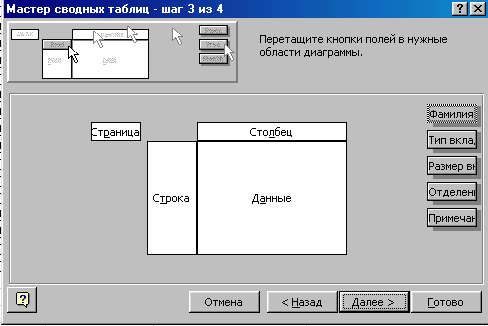 Мастер сводных таблиц - шаг 3 из 4
Перетащите кнопки полей в нужные
области диаграммы.
Страница
Столбец
Строка
Данные
Фамилия
Тип вкла,
Размер вк
Отделен
Примечан
Отмена
< Назад
Далее >
Готово